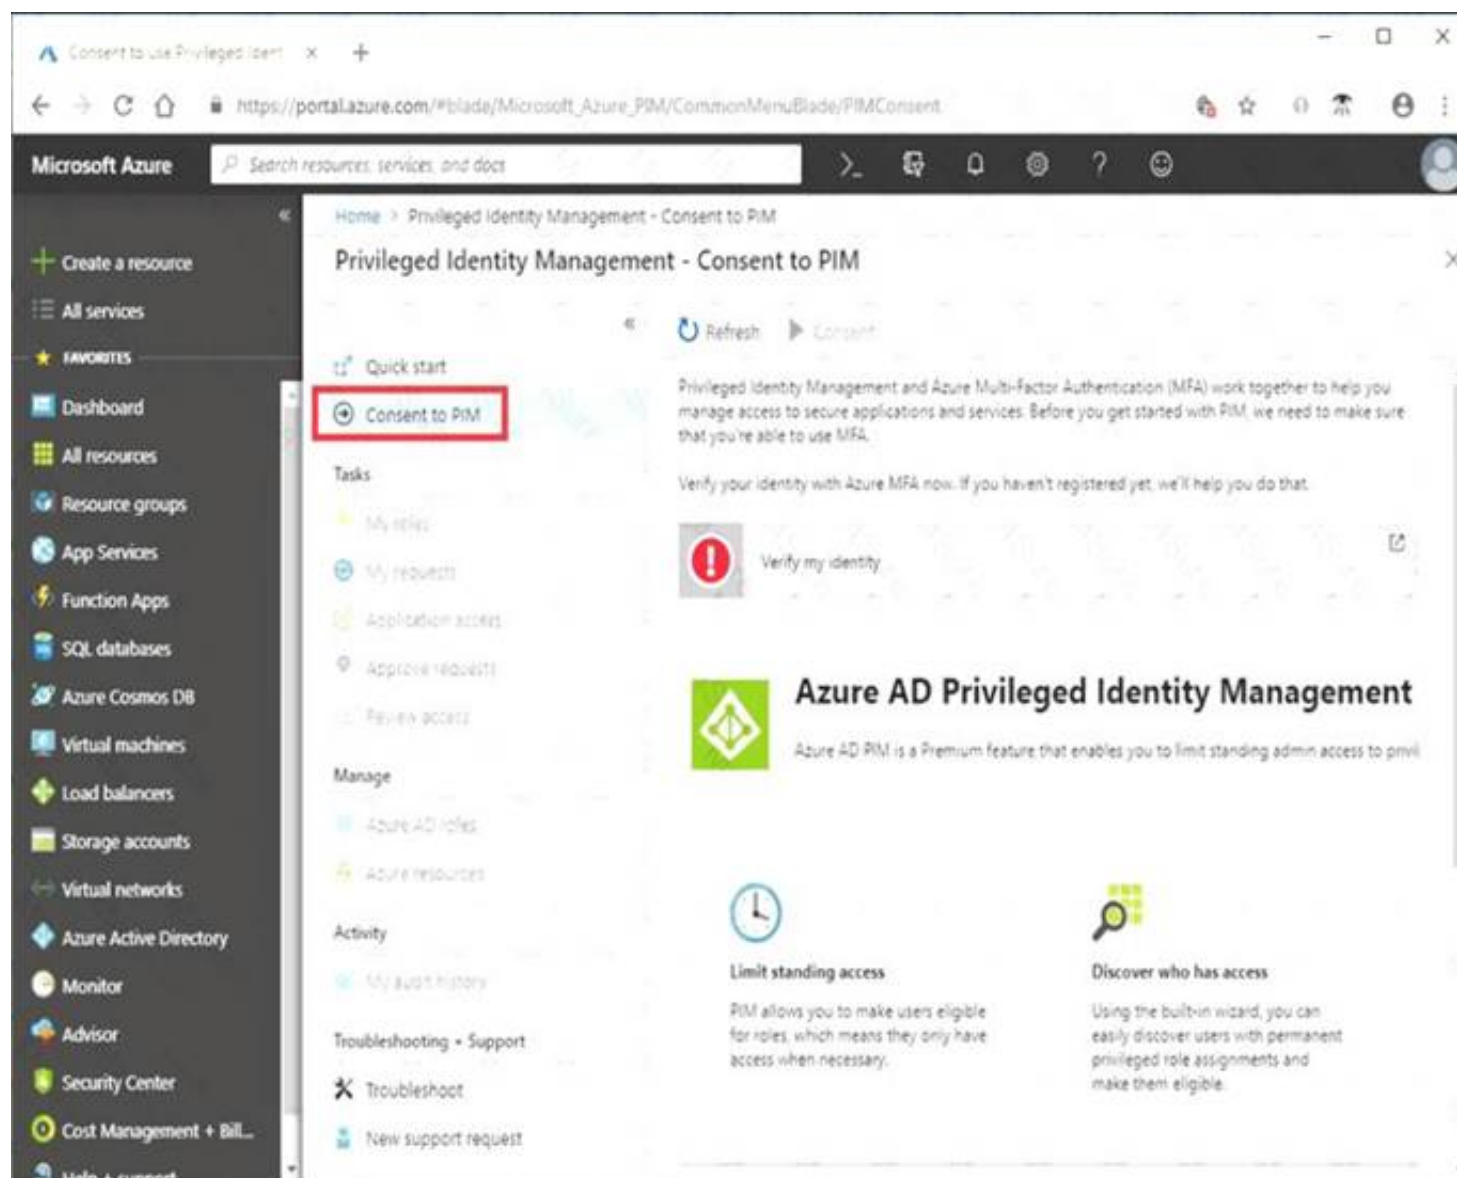 Consent to use Privileged Ident
https://portal.azure.com/#blade/Microsoft_Azure_PIM/CommonMenuBlade/PIMConsent
Microsoft Azure
Search resources, services, and docs
Home > Privileged Identity Management - Consent to PIM
Privileged Identity Management - Consent to PIM
Create a resource
All services
FAVORITES
Dashboard
All resources
Resource groups
App Services
Function Apps
SQL databases
Azure Cosmos DB
Virtual machines
Load balancers
Storage accounts
Virtual networks
Azure Active Directory
Monitor
Advisor
Security Center
Cost Management + Bill...
Help + support
Quick start
Consent to PIM
Tasks
My roles
My requests
Application access
Approve requests
Review access
Manage
Azure AD roles
Azure resources
Activity
My audit history
Troubleshooting + Support
Troubleshoot
New support request
Refresh
Consent
Privileged Identity Management and Azure Multi-Factor Authentication (MFA) work together to help you
manage access to secure applications and services. Before you get started with PIM, we need to make sure
that you're able to use MFA.
Verify your identity with Azure MFA now. If you haven't registered yet, we'll help you do that.
Verify my identity
Azure AD Privileged Identity Management
Azure AD PIM is a Premium feature that enables you to limit standing admin access to privil
Limit standing access
PIM allows you to make users eligible
for roles, which means they only have
access when necessary.
Discover who has access
Using the built-in wizard, you can
easily discover users with permanent
privileged role assignments and
make them eligible.